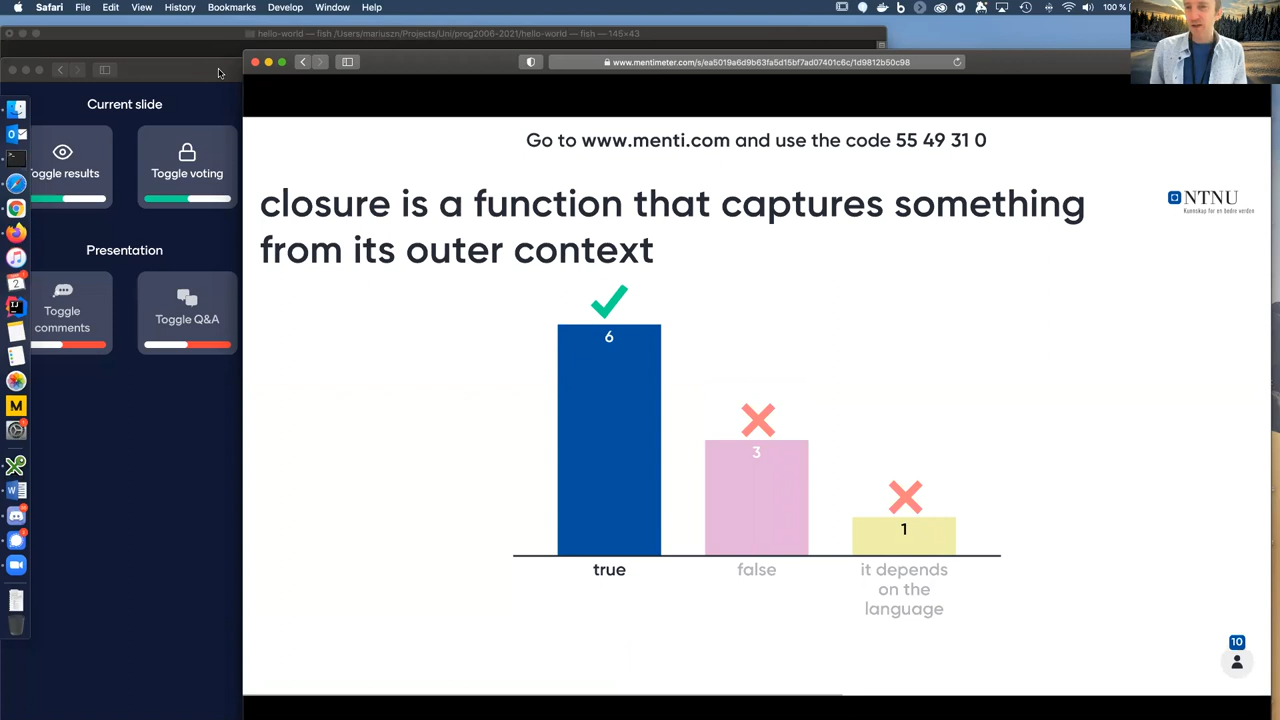 Safari File Edit View History Bookmarks Develop Window Help 100 %
hello-world — fish /Users/mariuszn/Projects/Uni/prog2006-2021/hello-world — fish — 145×43
www.mentimeter.com/s/ea5019a6d9b63fa5d15bf7ad07401c6c/1d9812b50c98
Current slide
oggle results
Toggle voting
Presentation
Toggle
comments
Toggle Q&A
Go to www.menti.com and use the code 55 49 31 0
closure is a function that captures something
from its outer context
NTNU
Kunnskap for en bedre verden
6
3
1
true
false
it depends
on the
language
10